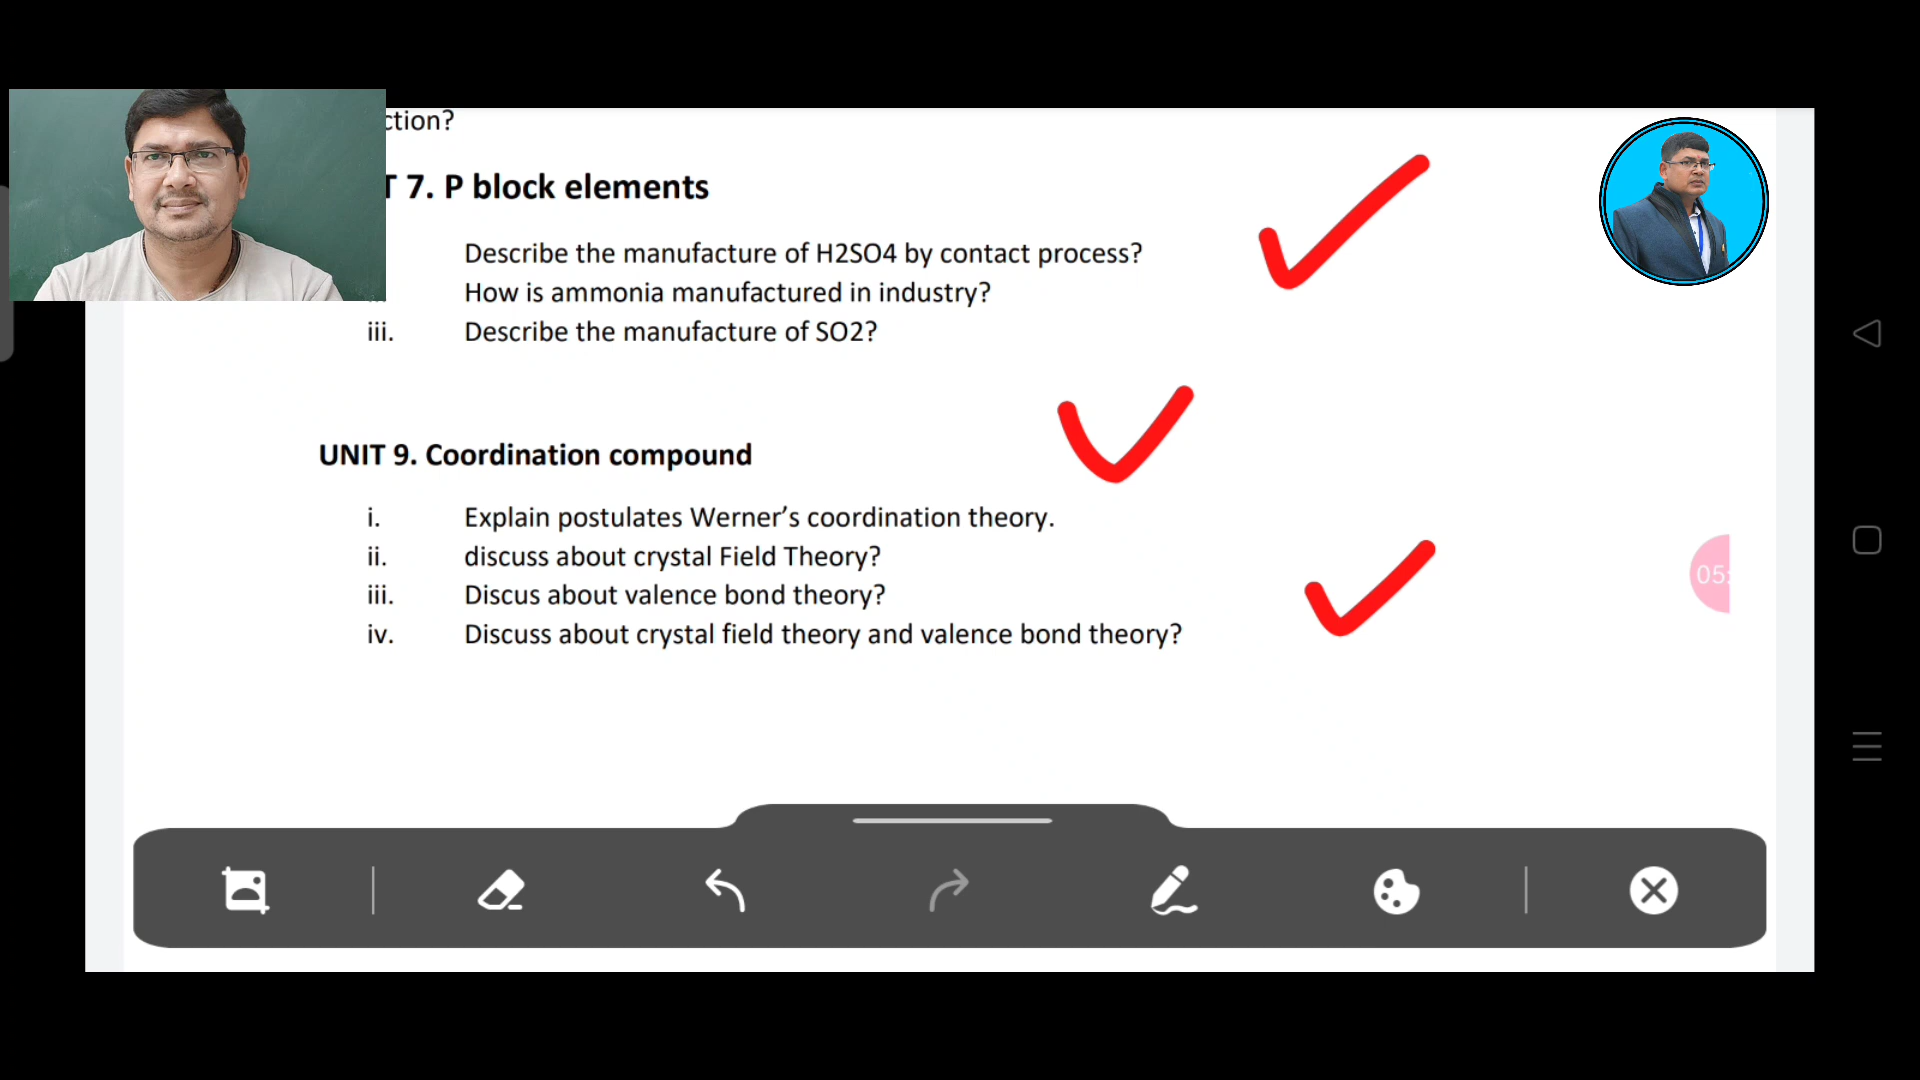 ction?
T 7. P block elements
Describe the manufacture of H2SO4 by contact process?
How is ammonia manufactured in industry?
iii. Describe the manufacture of SO2?
UNIT 9. Coordination compound
i. Explain postulates Werner’s coordination theory.
ii. discuss about crystal Field Theory?
iii. Discus about valence bond theory?
05:
iv. Discuss about crystal field theory and valence bond theory?